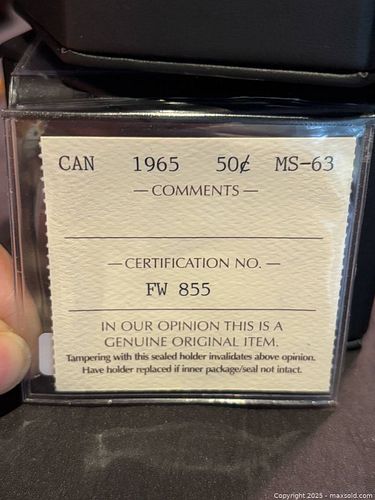 CAN 1965 50¢ MS-63
— COMMENTS —
— CERTIFICATION NO. —
FW 855
IN OUR OPINION THIS IS A
GENUINE ORIGINAL ITEM.
Tampering with this sealed holder invalidates above opinion.
Have holder replaced if inner package/seal not intact.
Copyright 2025 - maxsold.com